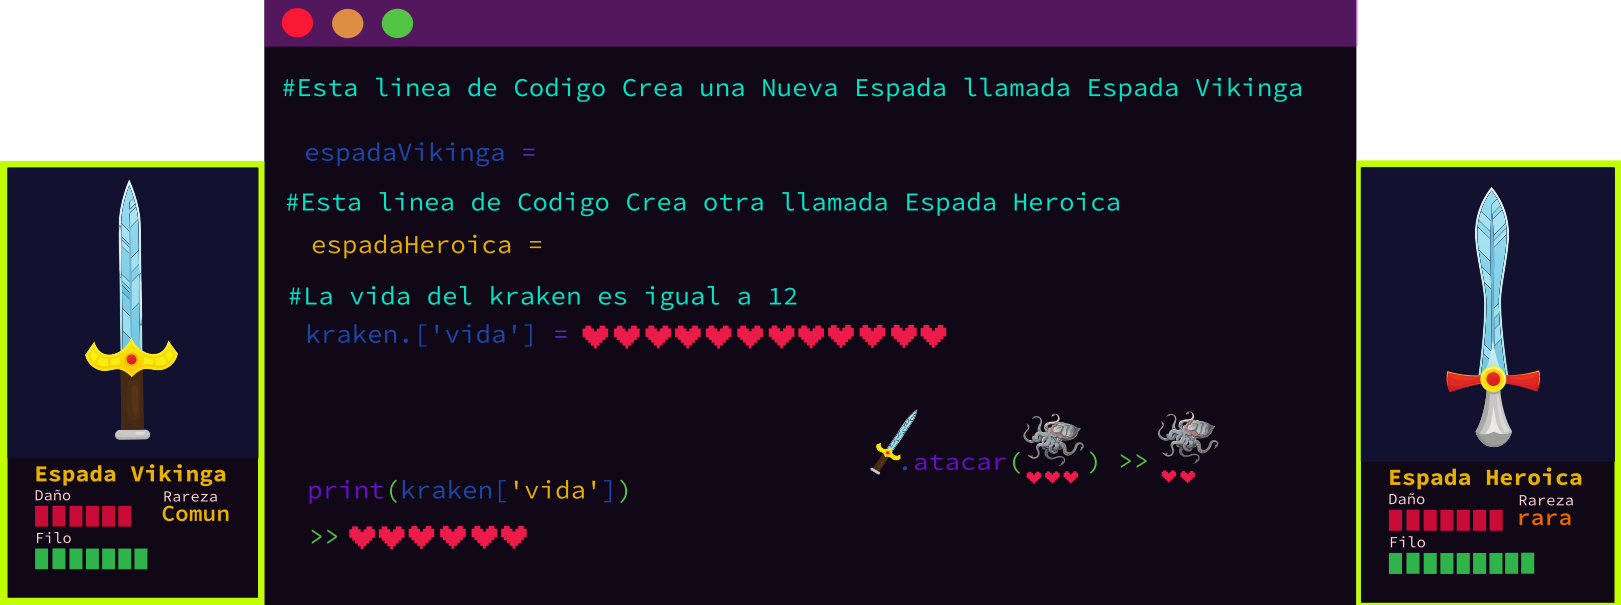 #Esta linea de Codigo Crea una Nueva Espada llamada Espada Vikinga
espadaVikinga =
#Esta linea de Codigo Crea otra llamada Espada Heroica
espadaHeroica =
#La vida del kraken es igual a 12
kraken.['vida'] =
.atacar( ) >>
print(kraken['vida'])
>>
Espada Vikinga
Daño Rareza
Comun
Filo
Espada Heroica
Daño Rareza
rara
Filo